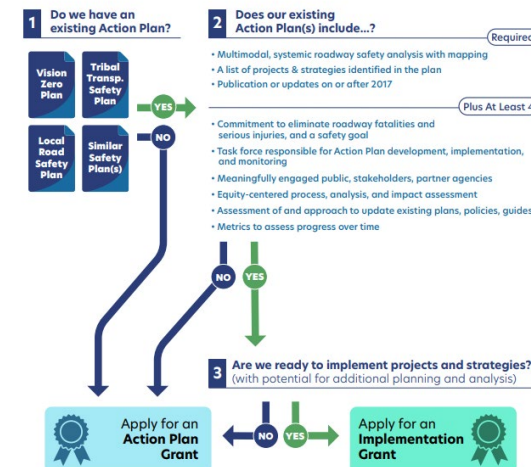 1 Do we have an
existing Action Plan?
Vision
Zero
Plan
Tribal
Transp.
Safety
Plan
Local
Road
Safety
Plan
Similar
Safety
Plan(s)
YES
NO
2 Does our existing
Action Plan(s) include...?
Required
• Multimodal, systemic roadway safety analysis with mapping
• A list of projects & strategies identified in the plan
• Publication or updates on or after 2017
Plus At Least 4
• Commitment to eliminate roadway fatalities and
serious injuries, and a safety goal
• Task force responsible for Action Plan development, implementation,
and monitoring
• Meaningfully engaged public, stakeholders, partner agencies
• Equity-centered process, analysis, and impact assessment
• Assessment of and approach to update existing plans, policies, guides
• Metrics to assess progress over time
NO YES
3 Are we ready to implement projects and strategies?
(with potential for additional planning and analysis)
Apply for an
Action Plan
Grant
NO YES
Apply for an
Implementation
Grant